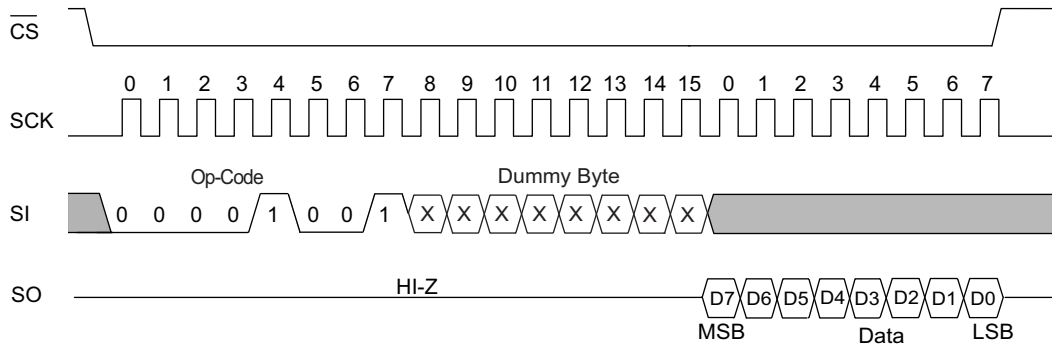 CS
0 1 2 3 4 5 6 7 8 9 10 11 12 13 14 15 0 1 2 3 4 5 6 7
SCK
Op-Code Dummy Byte
SI 0 0 0 0 1 0 0 1 X X X X X X X X
HI-Z
SO D7 D6 D5 D4 D3 D2 D1 D0
MSB Data LSB